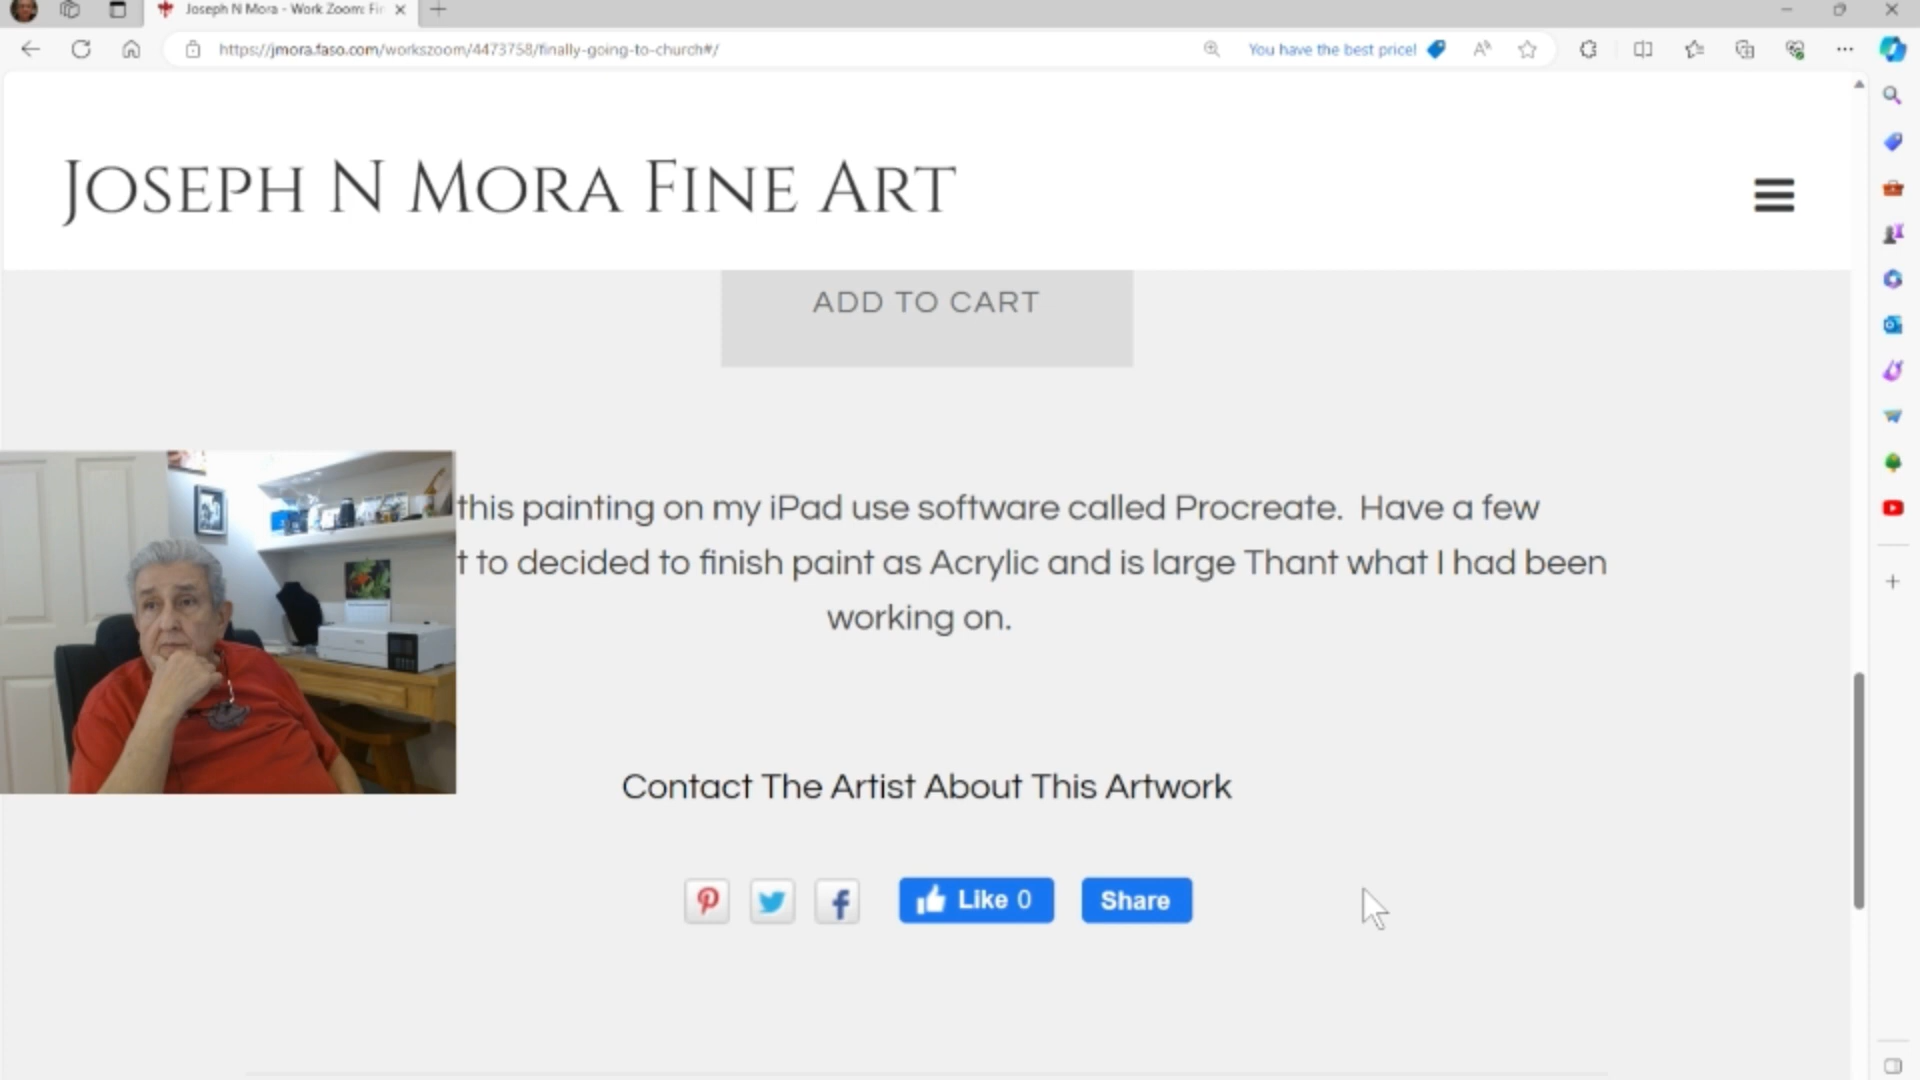 Joseph N Mora - Work Zoom: Fi
https://jmora.faso.com/workszoom/4473758/finally-going-to-church#/
You have the best price!
JOSEPH N MORA FINE ART
ADD TO CART
this painting on my iPad use software called Procreate. Have a few
t to decided to finish paint as Acrylic and is large Thant what I had been
working on.
Contact The Artist About This Artwork
Like 0
Share